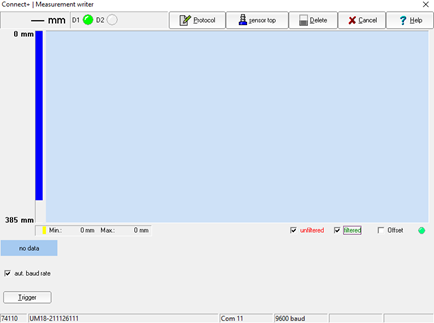 Connect+ | Measurement writer
— mm D1 D2 Protocol sensor top Delete Cancel Help
0 mm
385 mm
Min.: 0 mm Max.: 0 mm unfiltered filtered Offset
no data
aut. baud rate
Trigger
74110 UM18-211126111 Com 11 9600 baud